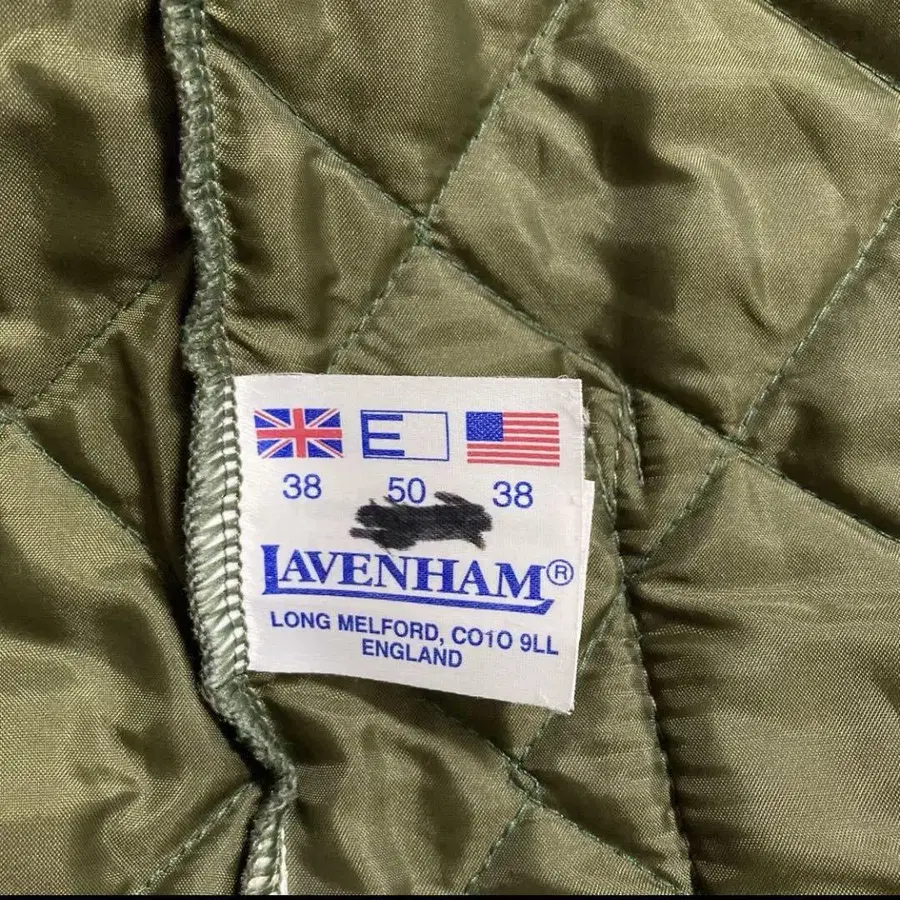 E
38 50 38
LAVENHAM®
LONG MELFORD, CO10 9LL
ENGLAND